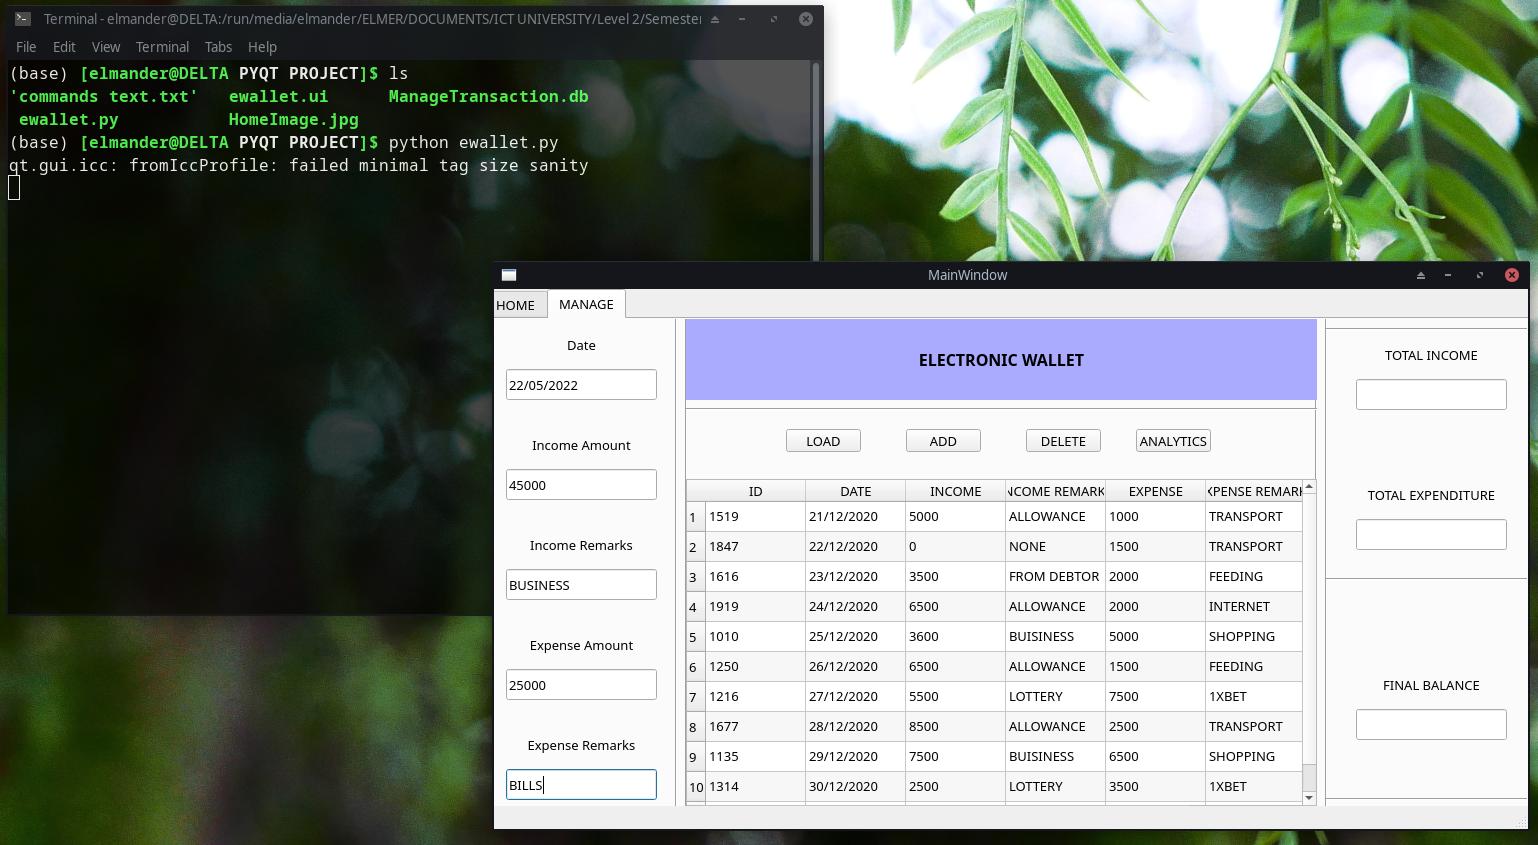 Terminal - elmander@DELTA:/run/media/elmander/ELMER/DOCUMENTS/ICT UNIVERSITY/Level 2/Semester
File Edit View Terminal Tabs Help
(base) [elmander@DELTA PYQT PROJECT]$ ls
'commands text.txt' ewallet.ui ManageTransaction.db
ewallet.py HomeImage.jpg
(base) [elmander@DELTA PYQT PROJECT]$ python ewallet.py
qt.gui.icc: fromIccProfile: failed minimal tag size sanity
MainWindow
HOME MANAGE
Date
22/05/2022
Income Amount
45000
Income Remarks
BUSINESS
Expense Amount
25000
Expense Remarks
BILLS
ELECTRONIC WALLET
LOAD ADD DELETE ANALYTICS
ID DATE INCOME NCOME REMARK EXPENSE XPENSE REMARK
1 1519 21/12/2020 5000 ALLOWANCE 1000 TRANSPORT
2 1847 22/12/2020 0 NONE 1500 TRANSPORT
3 1616 23/12/2020 3500 FROM DEBTOR 2000 FEEDING
4 1919 24/12/2020 6500 ALLOWANCE 2000 INTERNET
5 1010 25/12/2020 3600 BUISINESS 5000 SHOPPING
6 1250 26/12/2020 6500 ALLOWANCE 1500 FEEDING
7 1216 27/12/2020 5500 LOTTERY 7500 1XBET
8 1677 28/12/2020 8500 ALLOWANCE 2500 TRANSPORT
9 1135 29/12/2020 7500 BUISINESS 6500 SHOPPING
10 1314 30/12/2020 2500 LOTTERY 3500 1XBET
TOTAL INCOME
TOTAL EXPENDITURE
FINAL BALANCE